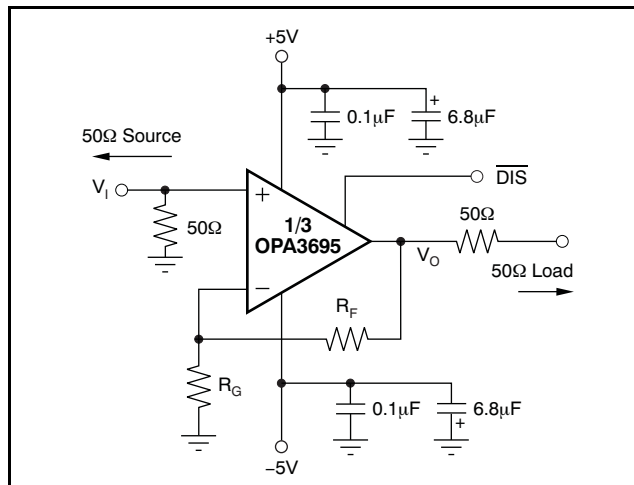 +5V
0.1µF
+
6.8µF
50Ω Source
DIS
V_I
+
50Ω
1/3
OPA3695
50Ω
V_O
50Ω Load
−
R_F
R_G
0.1µF
6.8µF
+
−5V